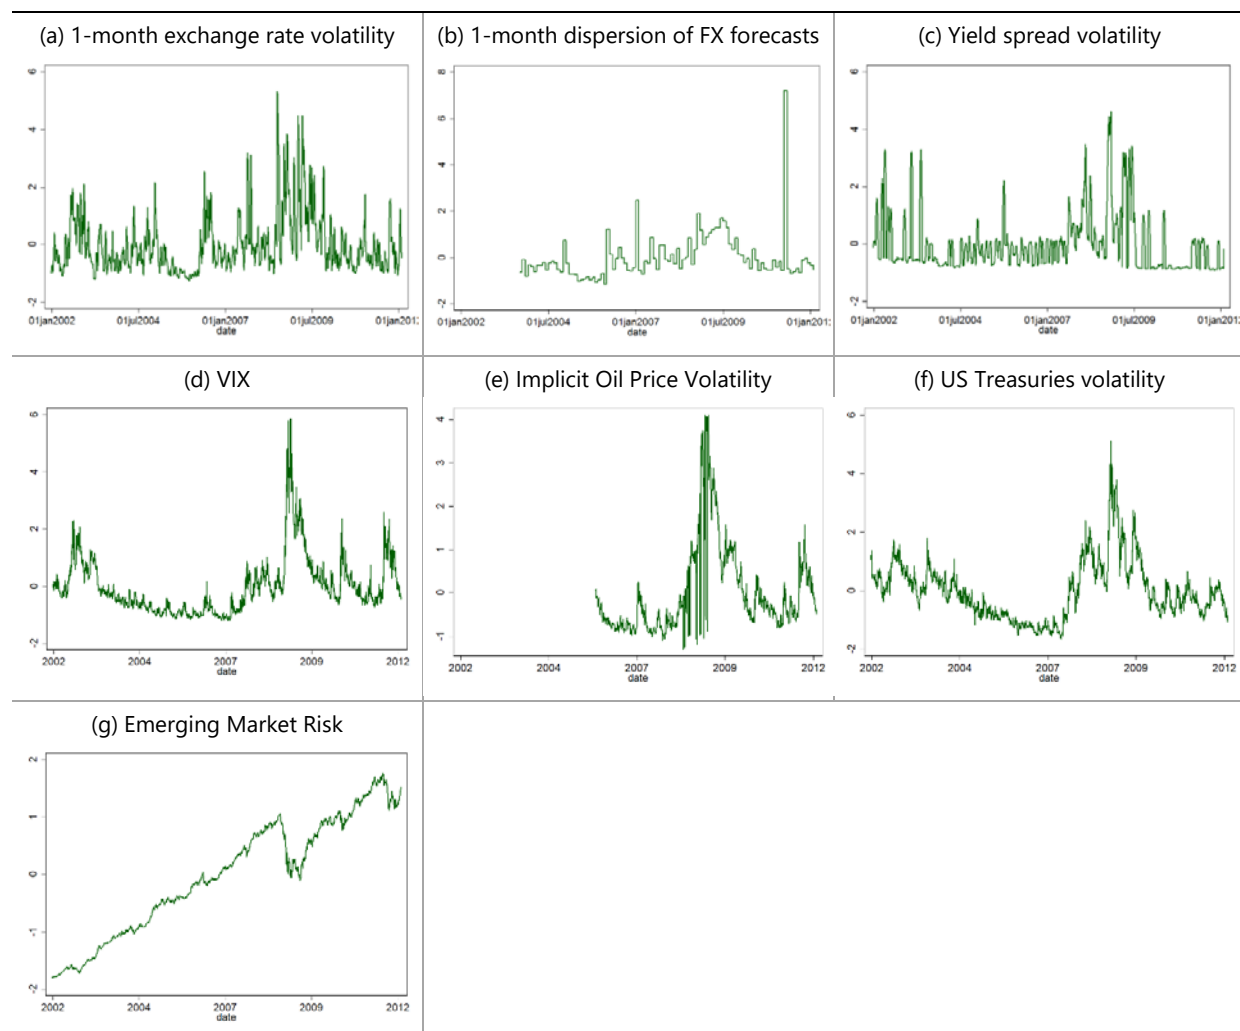 (a) 1-month exchange rate volatility
6
4
2
0
-2
01jan2002 01jul2004 01jan2007 01jul2009 01jan2012
date
(b) 1-month dispersion of FX forecasts
8
6
4
2
0
-2
01jan2002 01jul2004 01jan2007 01jul2009 01jan201
date
(c) Yield spread volatility
6
4
2
0
-2
01jan2002 01jul2004 01jan2007 01jul2009 01jan2012
date
(d) VIX
6
4
2
0
-2
2002 2004 2007 2009 2012
date
(e) Implicit Oil Price Volatility
4
3
2
1
0
-1
2002 2004 2007 2009 2012
date
(f) US Treasuries volatility
6
4
2
0
-2
2002 2004 2007 2009 2012
date
(g) Emerging Market Risk
2
1
0
-1
-2
2002 2004 2007 2009 2012
date